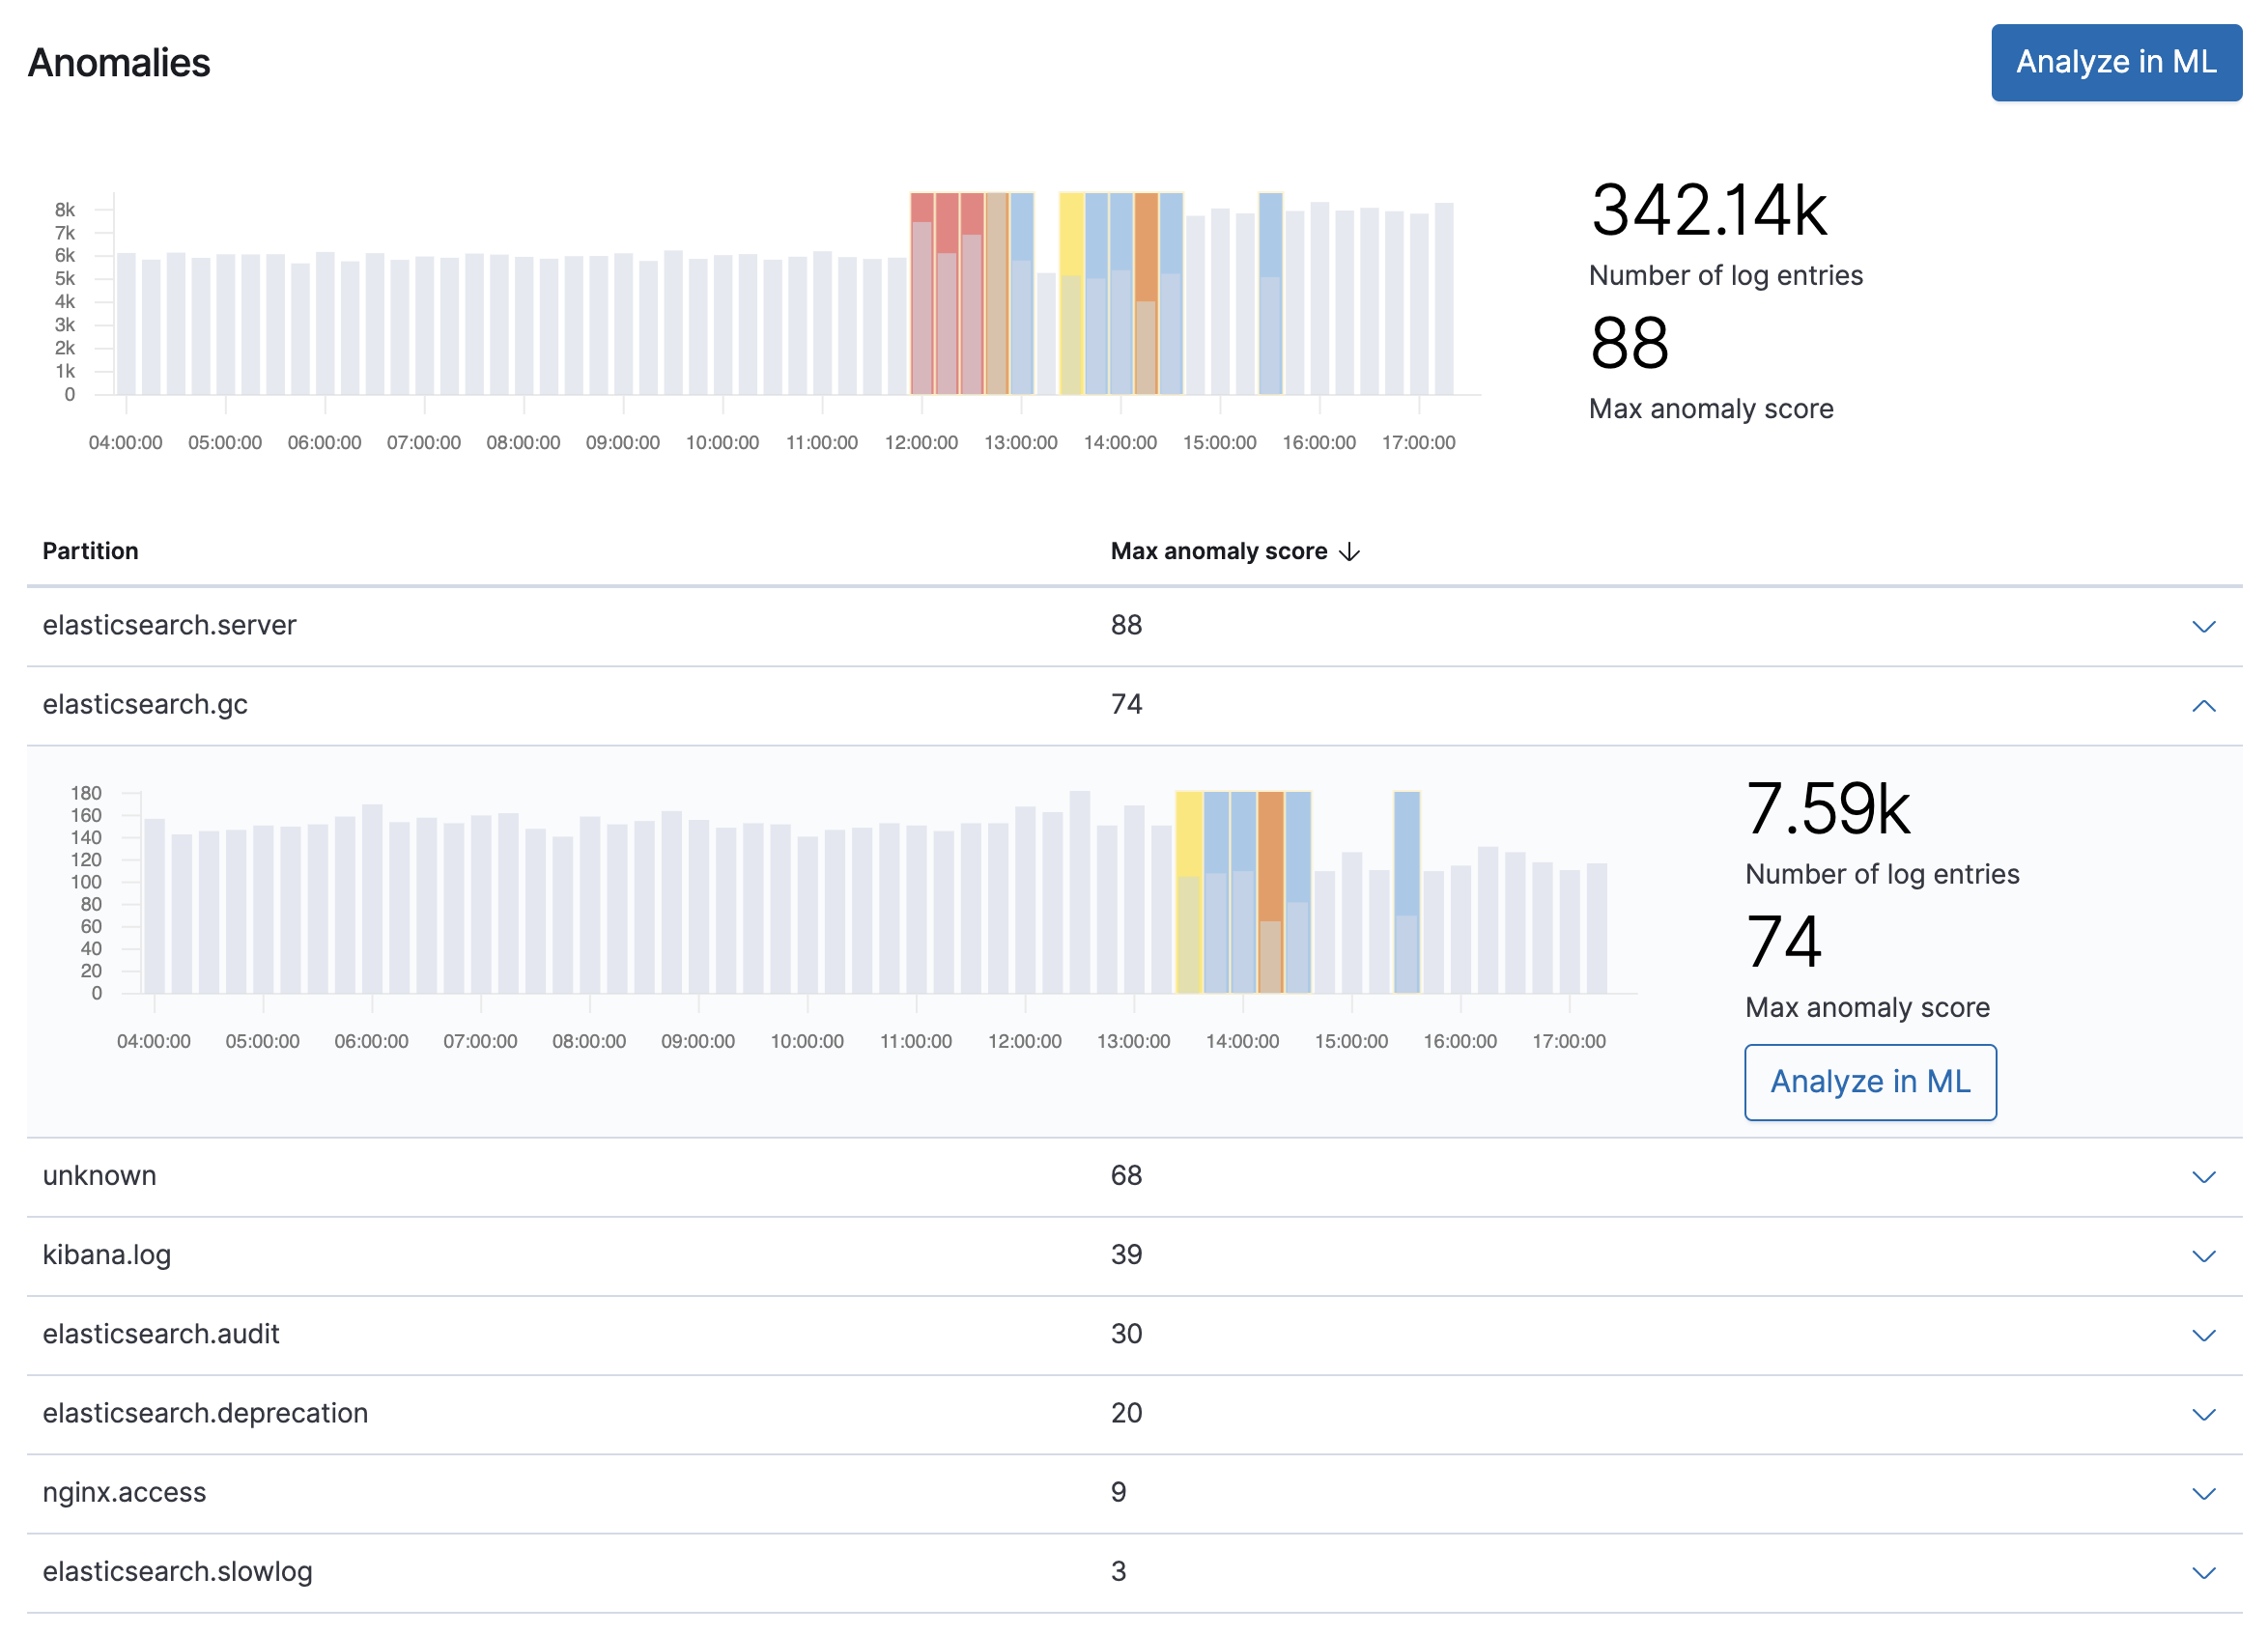 Anomalies
Analyze in ML
8k
7k
6k
5k
4k
3k
2k
1k
0
04:00:00 05:00:00 06:00:00 07:00:00 08:00:00 09:00:00 10:00:00 11:00:00 12:00:00 13:00:00 14:00:00 15:00:00 16:00:00 17:00:00
342.14k
Number of log entries
88
Max anomaly score
Partition Max anomaly score
elasticsearch.server 88
elasticsearch.gc 74
180
160
140
120
100
80
60
40
20
0
04:00:00 05:00:00 06:00:00 07:00:00 08:00:00 09:00:00 10:00:00 11:00:00 12:00:00 13:00:00 14:00:00 15:00:00 16:00:00 17:00:00
7.59k
Number of log entries
74
Max anomaly score
Analyze in ML
unknown 68
kibana.log 39
elasticsearch.audit 30
elasticsearch.deprecation 20
nginx.access 9
elasticsearch.slowlog 3